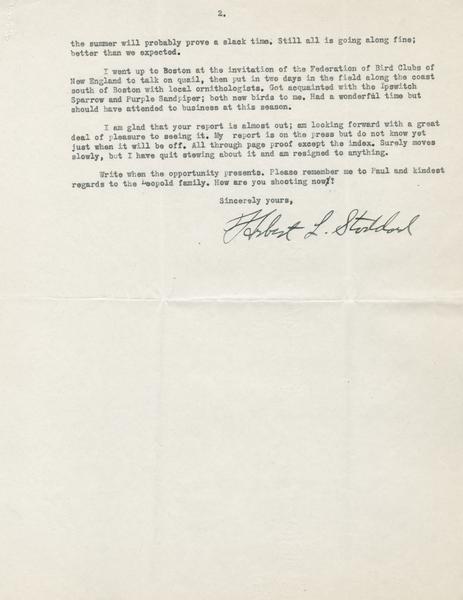 2.
the summer will probably prove a slack time. Still all is going along fine;
better than we expected.
I went up to Boston at the invitation of the Federation of Bird Clubs of
New England to talk on quail, then put in two days in the field along the coast
south of Boston with local ornithologists. Got acquainted with the Ipswitch
Sparrow and Purple Sandpiper; both new birds to me. Had a wonderful time but
should have attended to business at this season.
I am glad that your report is almost out; am looking forward with a great
deal of pleasure to seeing it. My report is on the press but do not know yet
just when it will be off. All through page proof except the index. Surely moves
slowly, but I have quit stewing about it and am resigned to anything.
Write when the opportunity presents. Please remember me to Paul and kindest
regards to the Leopold family. How are you shooting now?
Sincerely yours,
Herbert L. Stoddard